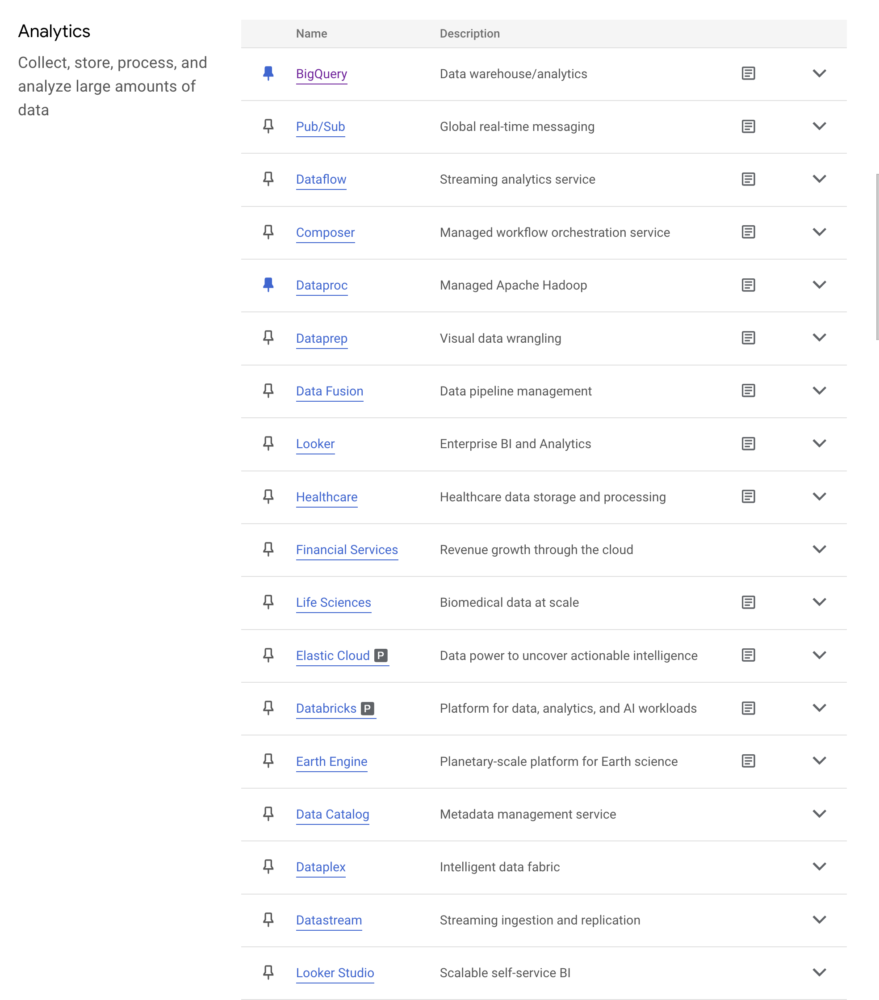 Analytics
Collect, store, process, and
analyze large amounts of
data
Name Description
BigQuery Data warehouse/analytics
Pub/Sub Global real-time messaging
Dataflow Streaming analytics service
Composer Managed workflow orchestration service
Dataproc Managed Apache Hadoop
Dataprep Visual data wrangling
Data Fusion Data pipeline management
Looker Enterprise BI and Analytics
Healthcare Healthcare data storage and processing
Financial Services Revenue growth through the cloud
Life Sciences Biomedical data at scale
Elastic Cloud P Data power to uncover actionable intelligence
Databricks P Platform for data, analytics, and AI workloads
Earth Engine Planetary-scale platform for Earth science
Data Catalog Metadata management service
Dataplex Intelligent data fabric
Datastream Streaming ingestion and replication
Looker Studio Scalable self-service BI